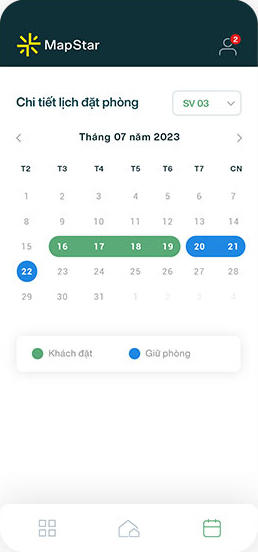 MapStar
2
Chi tiết lịch đặt phòng
SV 03
Tháng 07 năm 2023
T2 T3 T4 T5 T6 T7 CN
1 2 3 4 5 6 7
8 9 10 11 12 13 14
15 16 17 18 19 20 21
22 23 24 25 26 27 28
29 30 31 1 2 3 4
Khách đặt
Giữ phòng